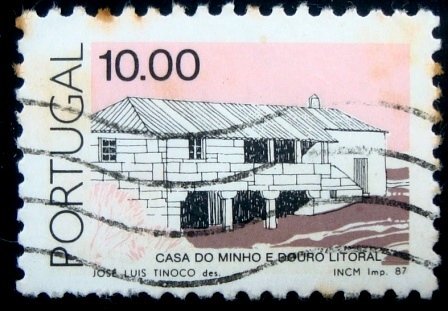 10.00
PORTUGAL
CASA DO MINHO E DOURO LITORAL
JOSÉ LUIS TINOCO des. INCM Imp. 87